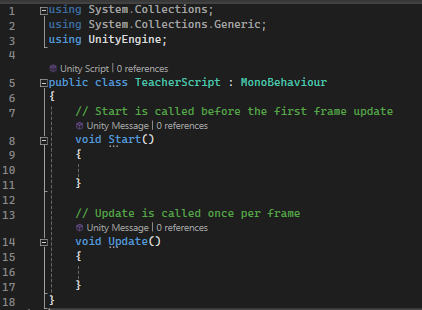 1 using System.Collections;
2 using System.Collections.Generic;
3 using UnityEngine;
4
Unity Script | 0 references
5 public class TeacherScript : MonoBehaviour
6 {
7 // Start is called before the first frame update
Unity Message | 0 references
8 void Start()
9 {
10
11 }
12
13 // Update is called once per frame
Unity Message | 0 references
14 void Update()
15 {
16
17 }
18 }